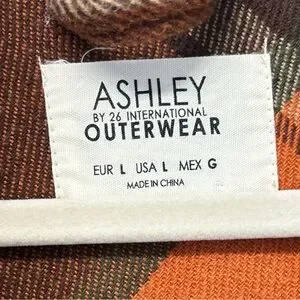 ASHLEY
BY 26 INTERNATIONAL
OUTERWEAR
EUR L USA L MEX G
MADE IN CHINA